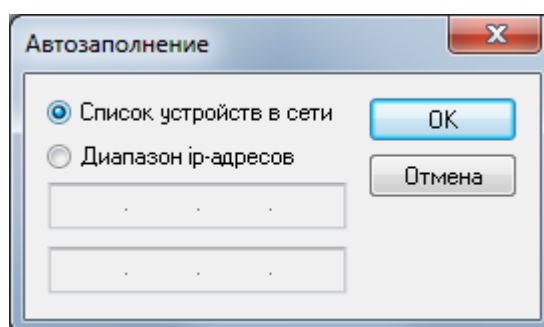 Автозаполнение
Список устройств в сети
Диапазон ip-адресов
OK
Отмена